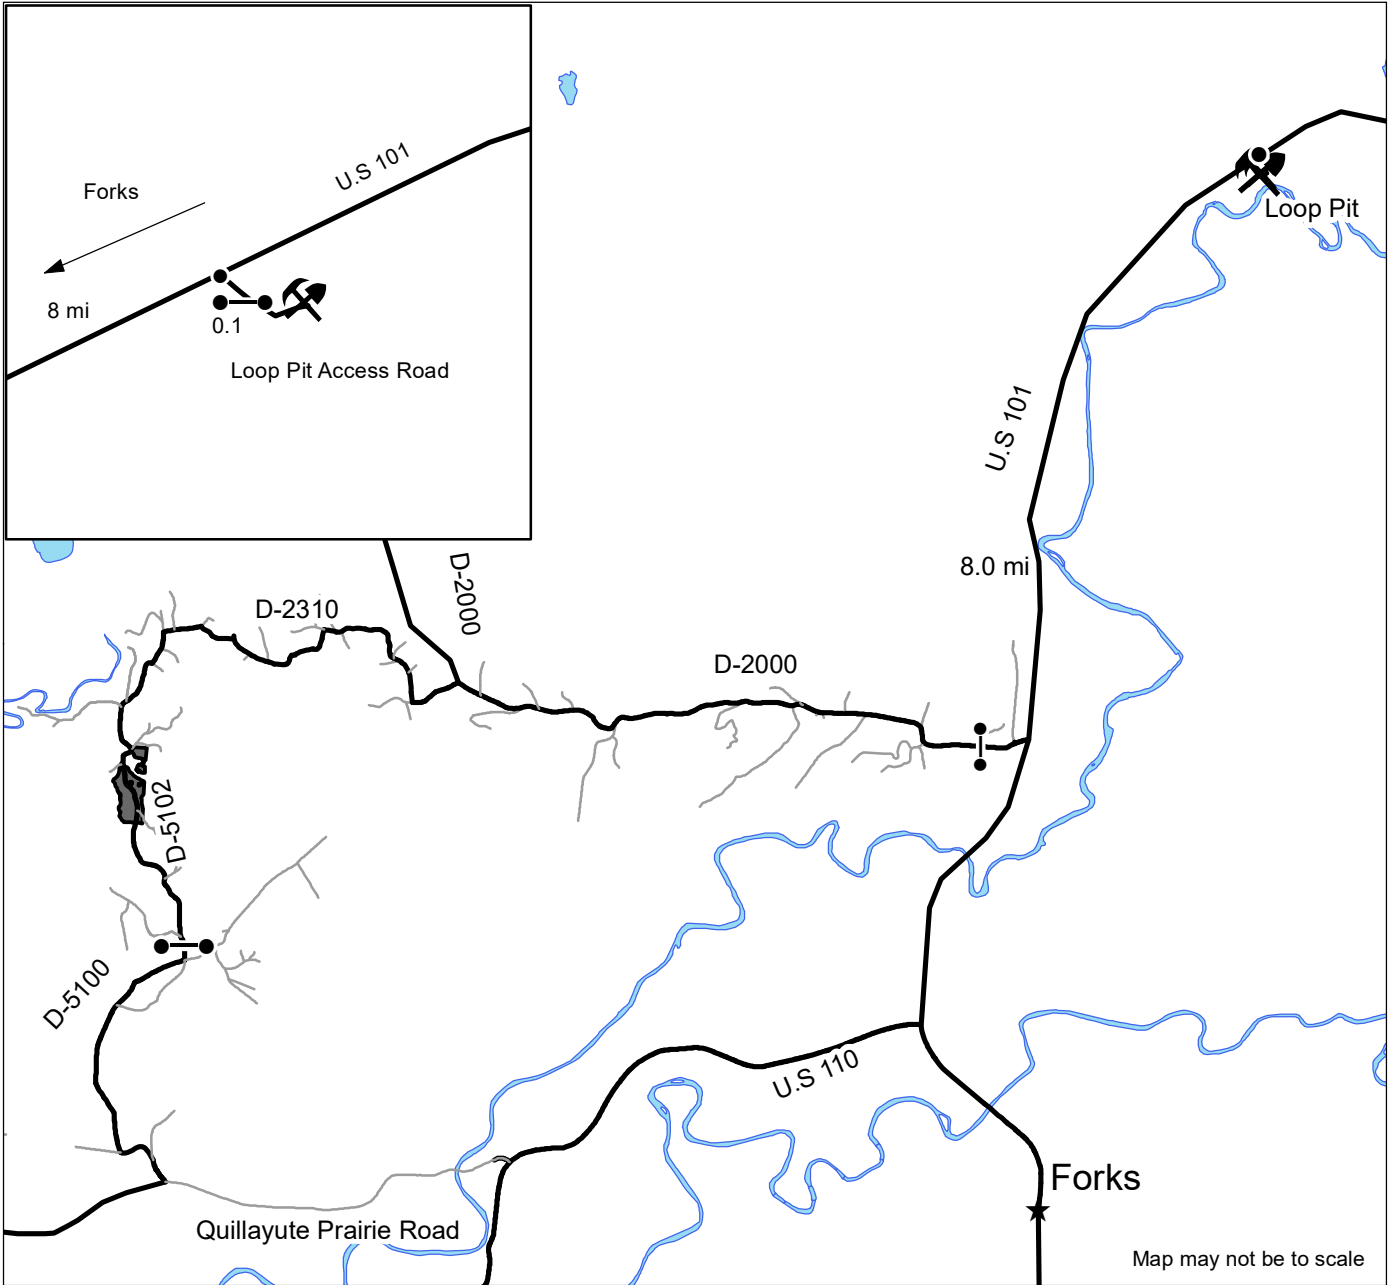 U.S 101
Forks
8 mi
0.1
Loop Pit Access Road
Loop Pit
U.S 101
8.0 mi
D-2000
D-2310
D-2000
D-5102
D-5100
U.S 110
Forks
Quillayute Prairie Road
Map may not be to scale